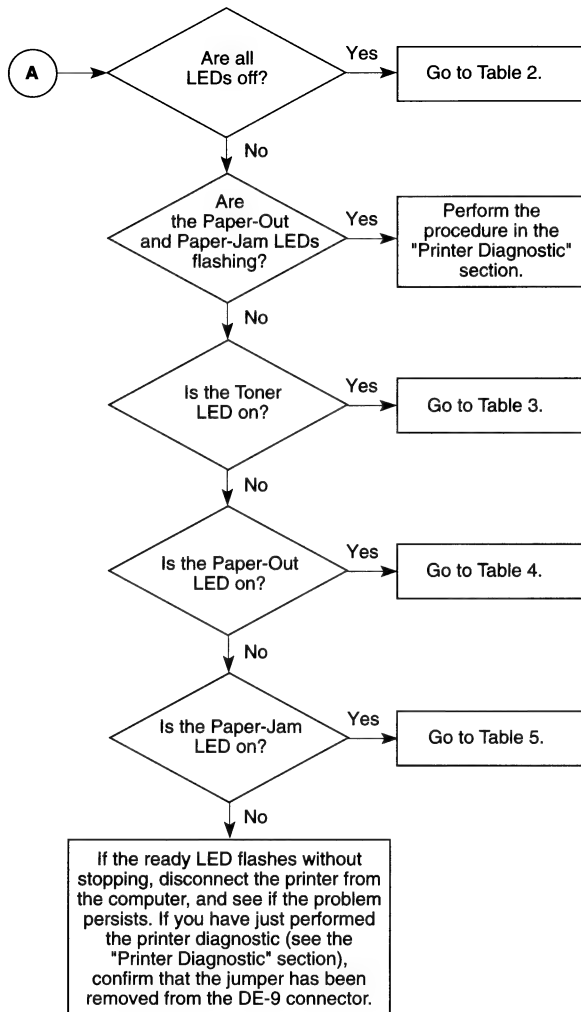 A
Are all
LEDs off?
Yes
Go to Table 2.
No
Are
the Paper-Out
and Paper-Jam LEDs
flashing?
Yes
Perform the
procedure in the
"Printer Diagnostic"
section.
No
Is the Toner
LED on?
Yes
Go to Table 3.
No
Is the Paper-Out
LED on?
Yes
Go to Table 4.
No
Is the Paper-Jam
LED on?
Yes
Go to Table 5.
No
If the ready LED flashes without
stopping, disconnect the printer from
the computer, and see if the problem
persists. If you have just performed
the printer diagnostic (see the
"Printer Diagnostic" section),
confirm that the jumper has been
removed from the DE-9 connector.